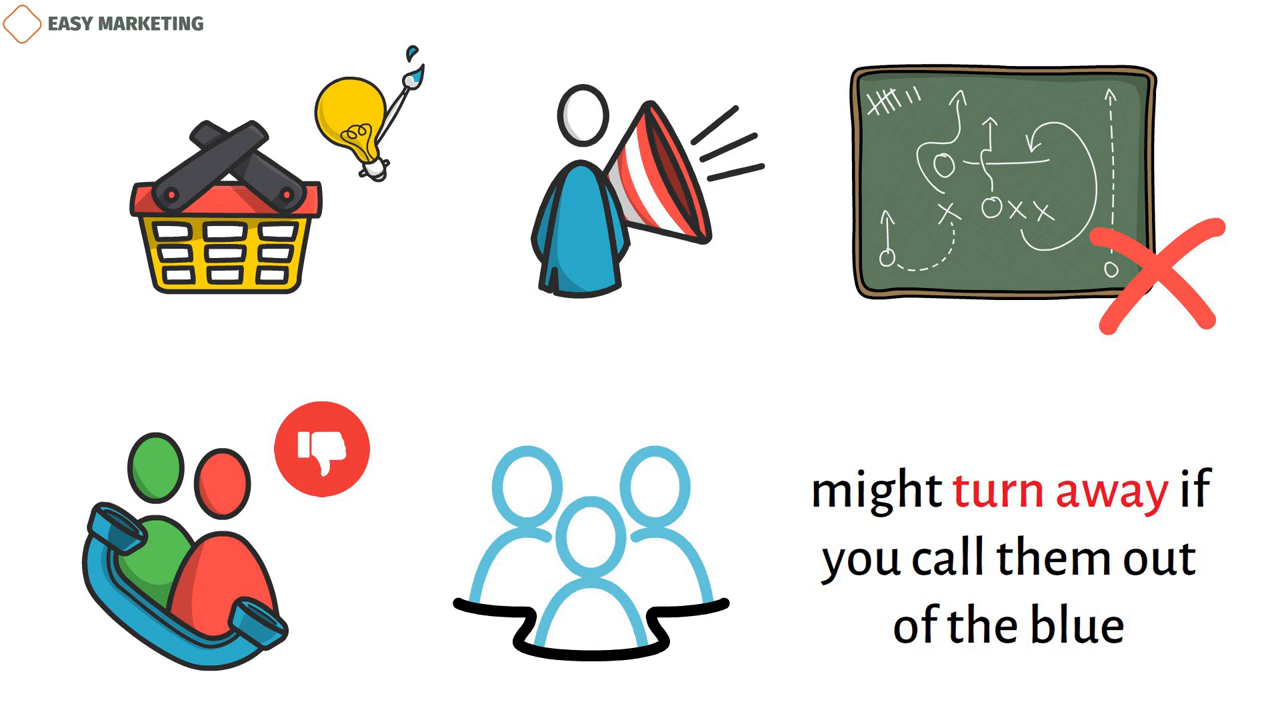 EASY MARKETING
might turn away if
you call them out
of the blue